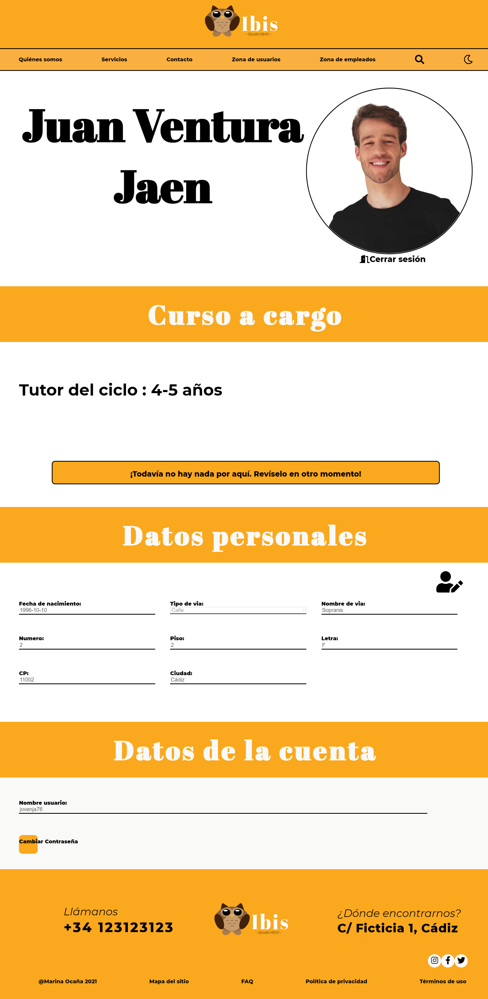 Ibis
— Escuela infantil —
Quiénes somos
Servicios
Contacto
Zona de usuarios
Zona de empleados
Juan Ventura
Jaen
Cerrar sesión
Curso a cargo
Tutor del ciclo : 4-5 años
¡Todavía no hay nada por aquí. Revíselo en otro momento!
Datos personales
Fecha de nacimiento:
1996-10-10
Tipo de via:
Calle
Nombre de via:
Sopranis
Numero:
2
Piso:
2
Letra:
F
CP:
11002
Ciudad:
Cádiz
Datos de la cuenta
Nombre usuario:
jovenja76
Cambiar Contraseña
Llámanos
+34 123123123
Ibis
— Escuela infantil —
¿Dónde encontrarnos?
C/ Ficticia 1, Cádiz
@Marina Ocaña 2021
Mapa del sitio
FAQ
Política de privacidad
Términos de uso